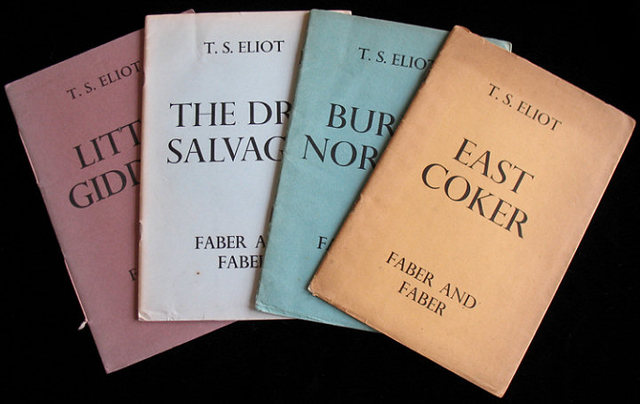 T. S. ELIOT
LITT
GIDD
F
T. S. ELIOT
THE DR
SALVAG
FABER A
FABER
T. S. ELIOT
BUR
NOR
F
T. S. ELIOT
EAST
COKER
FABER AND
FABER